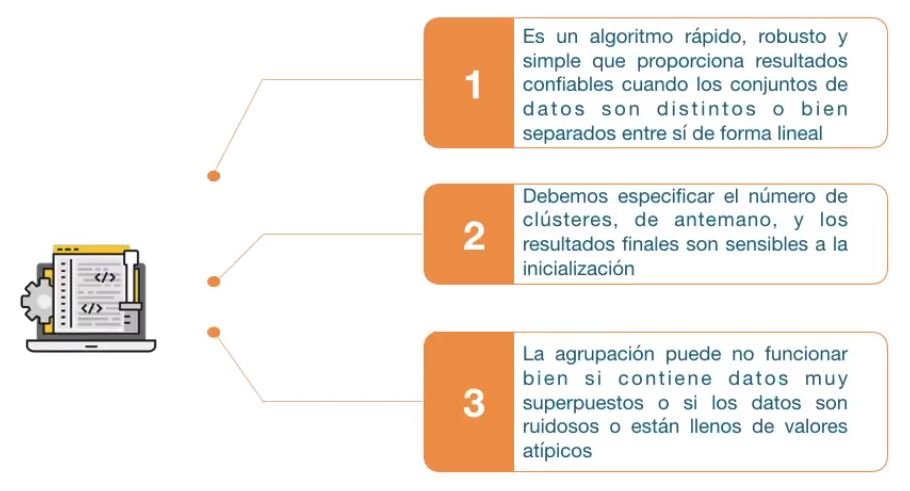 1
Es un algoritmo rápido, robusto y
simple que proporciona resultados
confiables cuando los conjuntos de
datos son distintos o bien
separados entre sí de forma lineal
2
Debemos especificar el número de
clústeres, de antemano, y los
resultados finales son sensibles a la
inicialización
3
La agrupación puede no funcionar
bien si contiene datos muy
superpuestos o si los datos son
ruidosos o están llenos de valores
atípicos
</>
</>